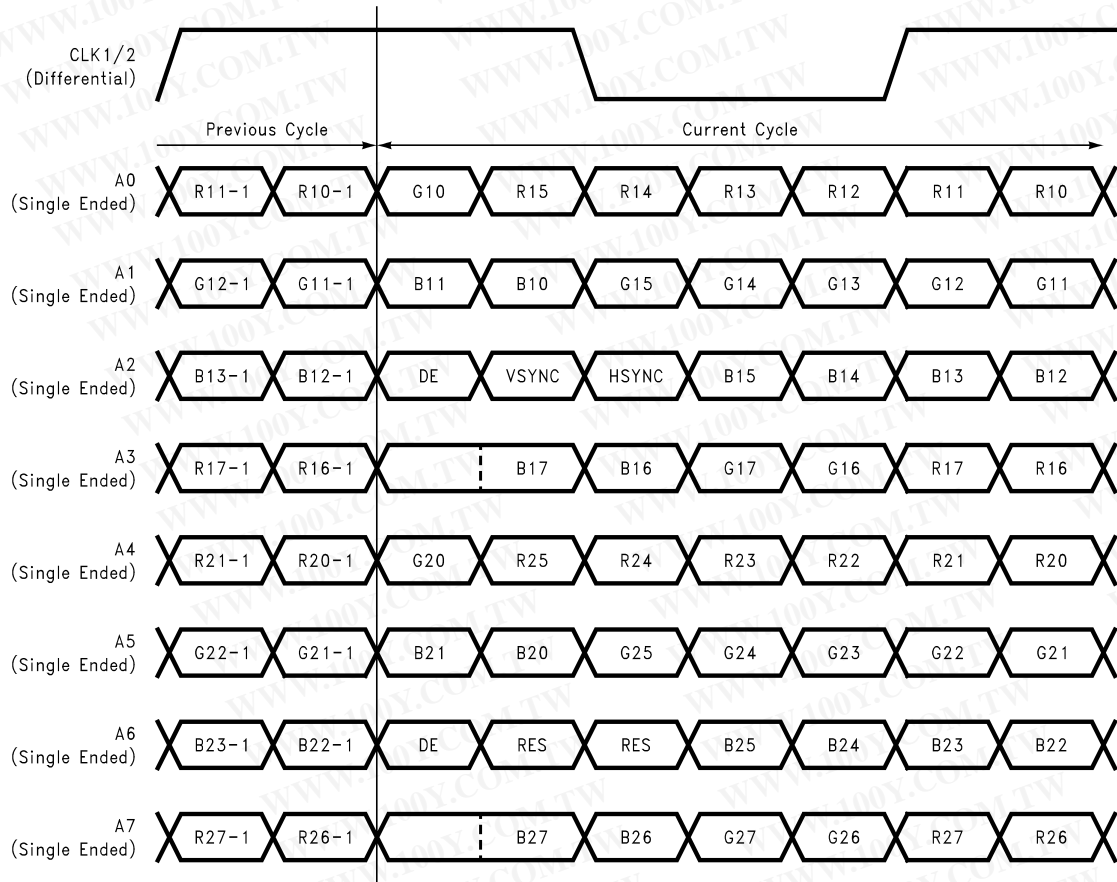 CLK1/2
(Differential)
Previous Cycle
Current Cycle
A0
(Single Ended)
R11-1 R10-1 G10 R15 R14 R13 R12 R11 R10
A1
(Single Ended)
G12-1 G11-1 B11 B10 G15 G14 G13 G12 G11
A2
(Single Ended)
B13-1 B12-1 DE VSYNC HSYNC B15 B14 B13 B12
A3
(Single Ended)
R17-1 R16-1 B17 B16 G17 G16 R17 R16
A4
(Single Ended)
R21-1 R20-1 G20 R25 R24 R23 R22 R21 R20
A5
(Single Ended)
G22-1 G21-1 B21 B20 G25 G24 G23 G22 G21
A6
(Single Ended)
B23-1 B22-1 DE RES RES B25 B24 B23 B22
A7
(Single Ended)
R27-1 R26-1 B27 B26 G27 G26 R27 R26
WWW.100Y.COM.TW